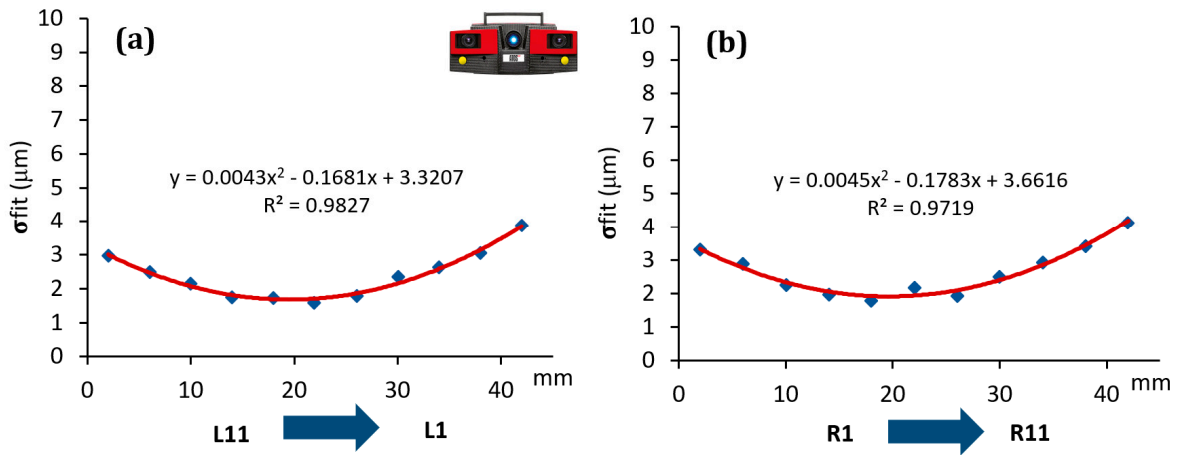 (a)
10
9
8
7
6
5
4
3
2
1
0
σfit (μm)
y = 0.0043x² - 0.1681x + 3.3207
R² = 0.9827
0 10 20 30 40 mm
L11 L1
(b)
10
9
8
7
6
5
4
3
2
1
0
σfit (μm)
y = 0.0045x² - 0.1783x + 3.6616
R² = 0.9719
0 10 20 30 40 mm
R1 R11